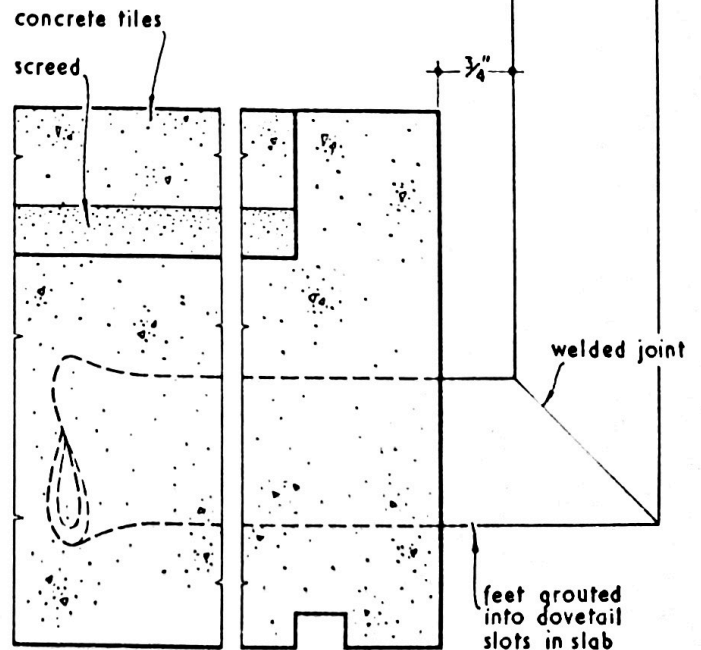 concrete tiles
screed
3/4"
welded joint
feet grouted
into dovetail
slots in slab